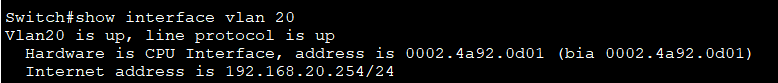 Switch#show interface vlan 20
Vlan20 is up, line protocol is up
  Hardware is CPU Interface, address is 0002.4a92.0d01 (bia 0002.4a92.0d01)
  Internet address is 192.168.20.254/24